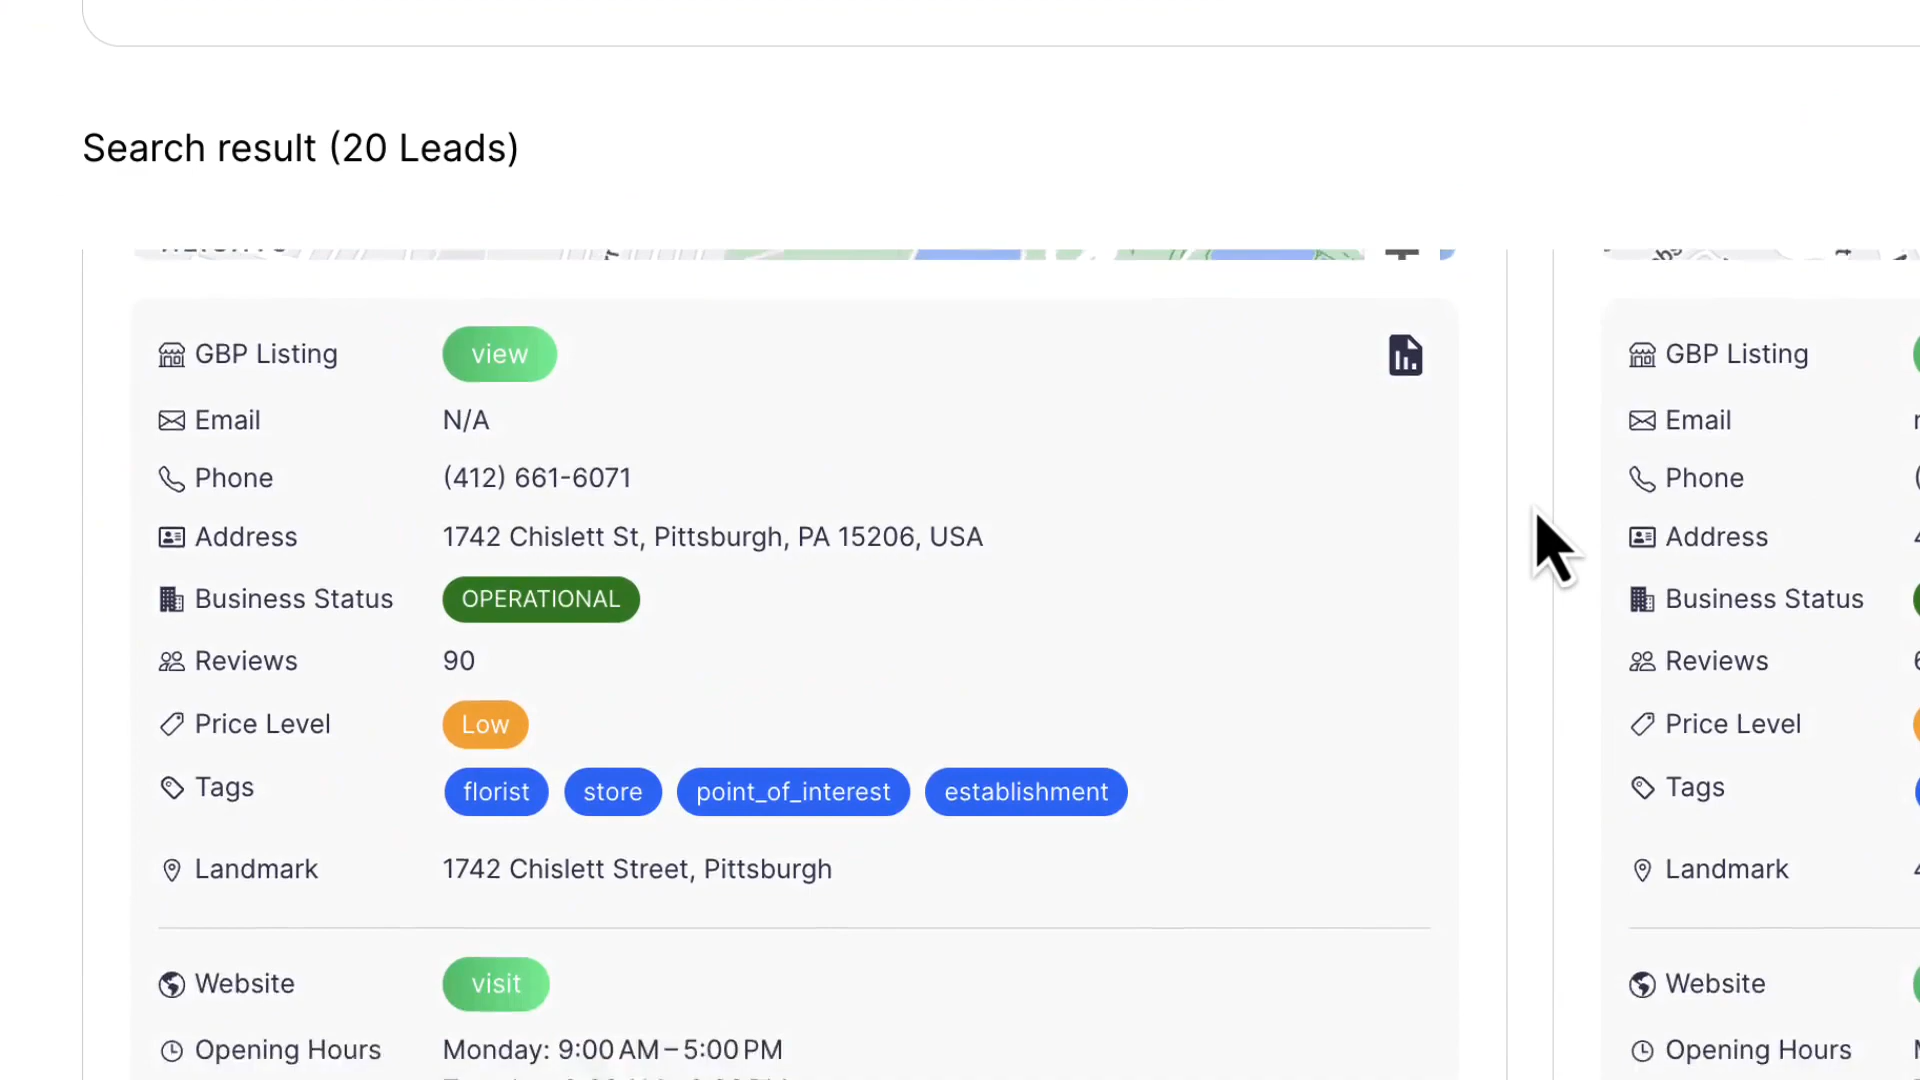 Search result (20 Leads)
GBP Listing view
Email N/A
Phone (412) 661-6071
Address 1742 Chislett St, Pittsburgh, PA 15206, USA
Business Status OPERATIONAL
Reviews 90
Price Level Low
Tags florist store point_of_interest establishment
Landmark 1742 Chislett Street, Pittsburgh
Website visit
Opening Hours Monday: 9:00 AM – 5:00 PM
GBP Listing
Email
Phone
Address
Business Status
Reviews
Price Level
Tags
Landmark
Website
Opening Hours